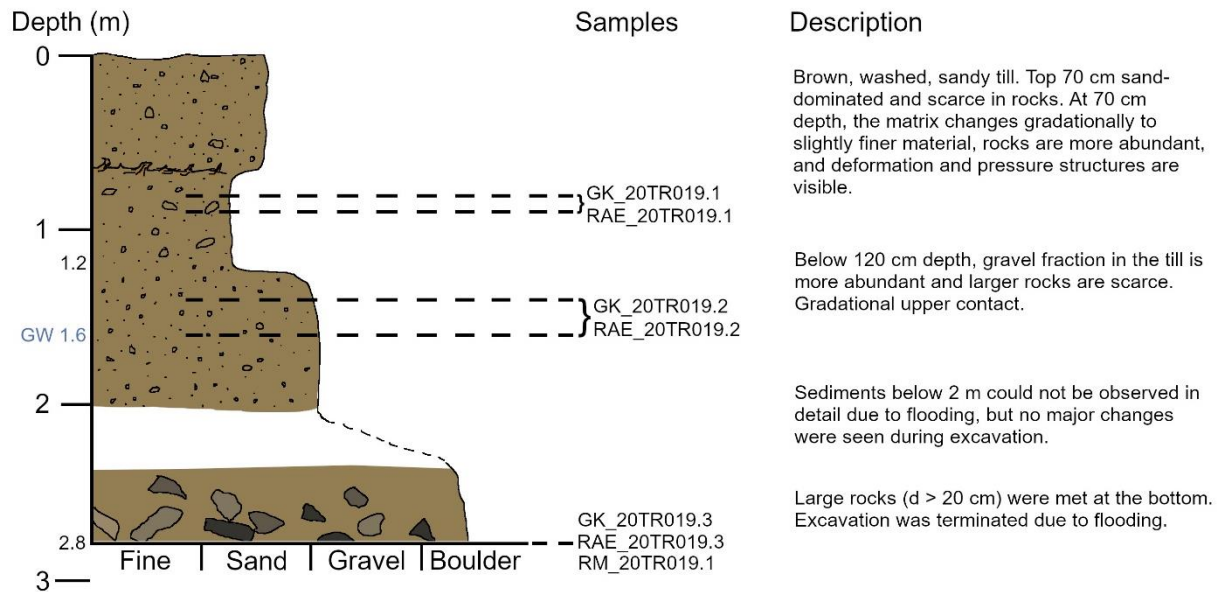 Depth (m)
Samples
Description
0
Brown, washed, sandy till. Top 70 cm sand-
dominated and scarce in rocks. At 70 cm
depth, the matrix changes gradationally to
slightly finer material, rocks are more abundant,
and deformation and pressure structures are
visible.
GK_20TR019.1
RAE_20TR019.1
1
1.2
Below 120 cm depth, gravel fraction in the till is
more abundant and larger rocks are scarce.
Gradational upper contact.
GK_20TR019.2
RAE_20TR019.2
GW 1.6
2
Sediments below 2 m could not be observed in
detail due to flooding, but no major changes
were seen during excavation.
Large rocks (d > 20 cm) were met at the bottom.
Excavation was terminated due to flooding.
GK_20TR019.3
RAE_20TR019.3
RM_20TR019.1
2.8
Fine | Sand | Gravel | Boulder
3